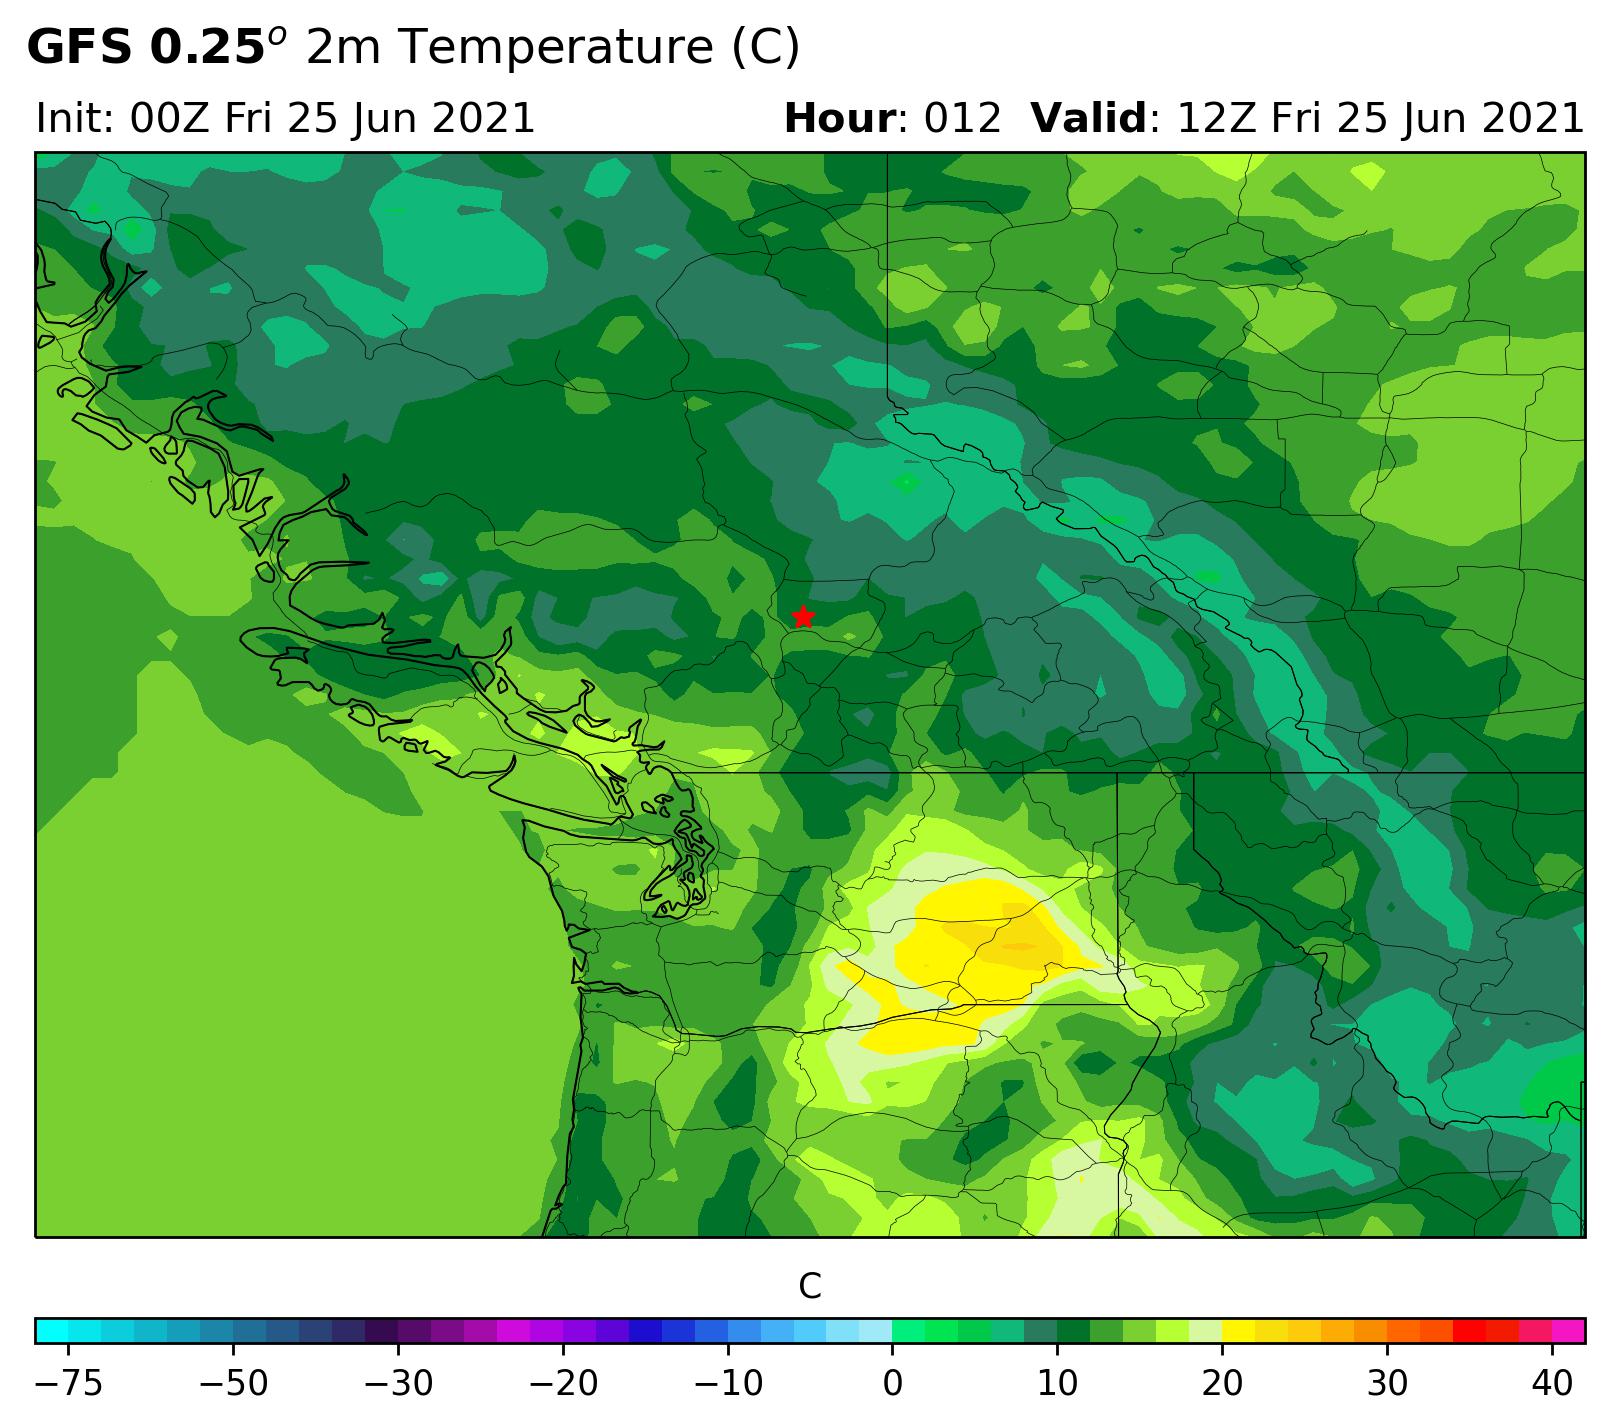 GFS 0.25° 2m Temperature (C)
Init: 00Z Fri 25 Jun 2021 Hour: 012 Valid: 12Z Fri 25 Jun 2021
C
−75 −50 −30 −20 −10 0 10 20 30 40